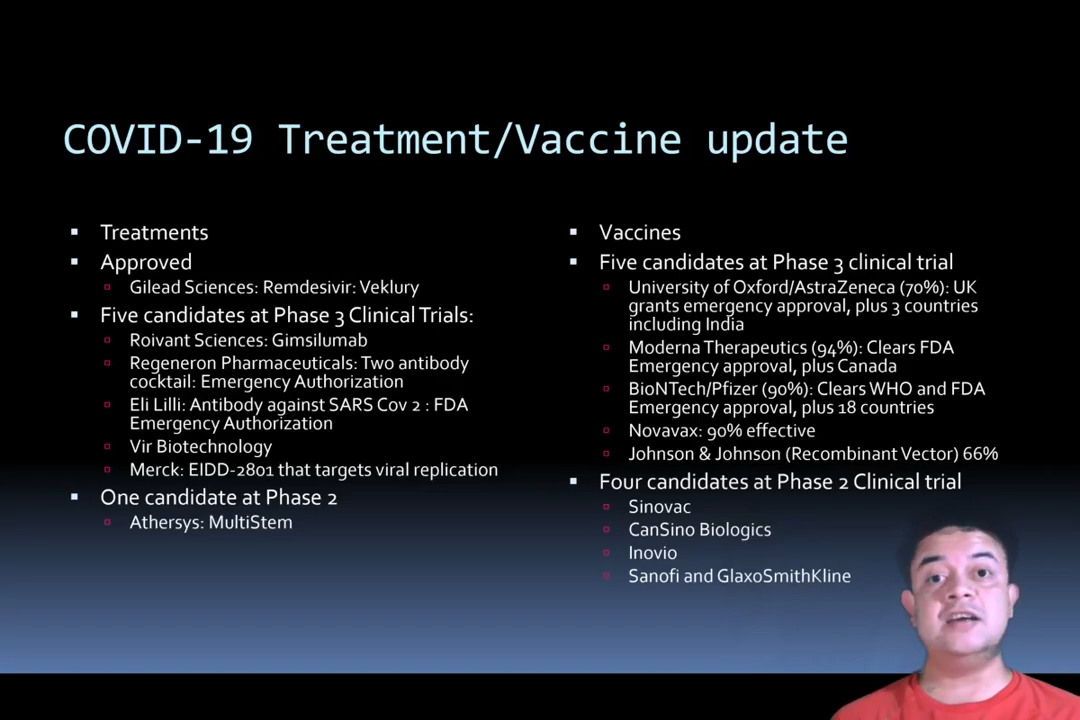 COVID-19 Treatment/Vaccine update
Treatments
Approved
Gilead Sciences: Remdesivir: Veklury
Five candidates at Phase 3 Clinical Trials:
Roivant Sciences: Gimsilumab
Regeneron Pharmaceuticals: Two antibody
cocktail: Emergency Authorization
Eli Lilli: Antibody against SARS Cov 2 : FDA
Emergency Authorization
Vir Biotechnology
Merck: EIDD-2801 that targets viral replication
One candidate at Phase 2
Athersys: MultiStem
Vaccines
Five candidates at Phase 3 clinical trial
University of Oxford/AstraZeneca (70%): UK
grants emergency approval, plus 3 countries
including India
Moderna Therapeutics (94%): Clears FDA
Emergency approval, plus Canada
BioNTech/Pfizer (90%): Clears WHO and FDA
Emergency approval, plus 18 countries
Novavax: 90% effective
Johnson & Johnson (Recombinant Vector) 66%
Four candidates at Phase 2 Clinical trial
Sinovac
CanSino Biologics
Inovio
Sanofi and GlaxoSmithKline